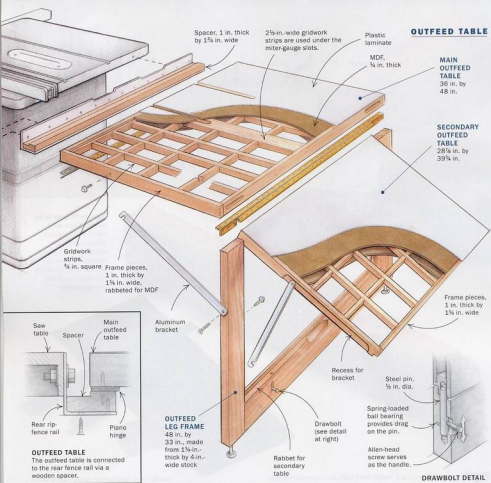 OUTFEED TABLE
Spacer, 1 in. thick
by 1¾ in. wide
2½-in.-wide gridwork
strips are used under the
miter-gauge slots.
Plastic
laminate
MDF,
¾ in. thick
MAIN
OUTFEED
TABLE
36 in. by
48 in.
SECONDARY
OUTFEED
TABLE
28⅞ in. by
39¾ in.
Gridwork
strips,
¾ in. square
Frame pieces,
1 in. thick by
1¾ in. wide,
rabbeted for MDF
Aluminum
bracket
Frame pieces,
1 in. thick by
1¾ in. wide
Recess for
bracket
Saw
table
Spacer
Main
outfeed
table
Rear rip-
fence rail
Piano
hinge
OUTFEED TABLE
The outfeed table is connected
to the rear fence rail via a
wooden spacer.
OUTFEED
LEG FRAME
48 in. by
33 in., made
from 1¾-in.-
thick by 4-in.-
wide stock
Rabbet for
secondary
table
Drawbolt
(see detail
at right)
Steel pin,
½ in. dia.
Spring-loaded
ball bearing
provides drag
on the pin.
Allen-head
screw serves
as the handle.
DRAWBOLT DETAIL